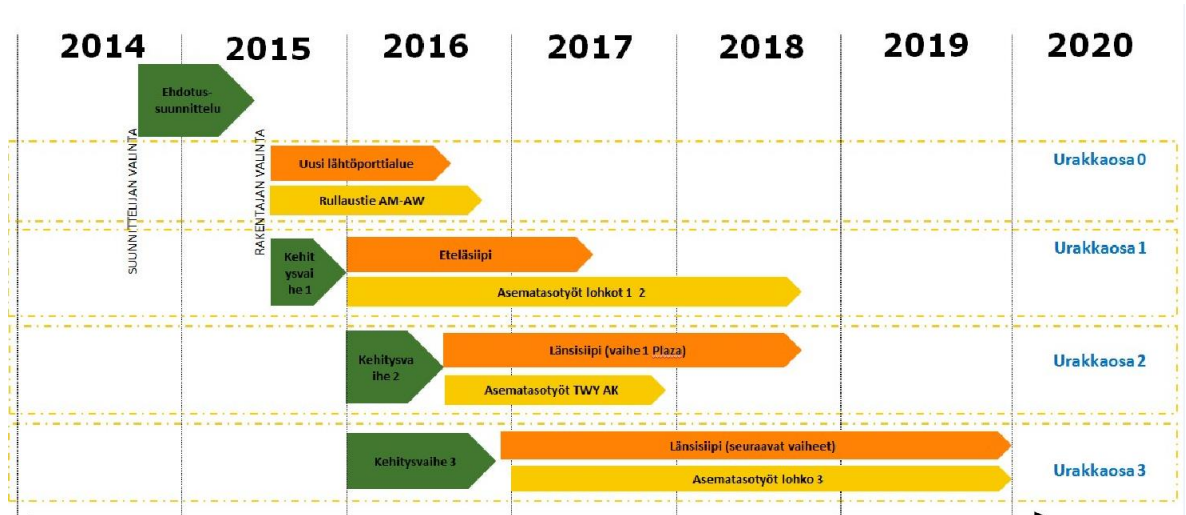 2014 2015 2016 2017 2018 2019 2020
Ehdotus-
suunnittelu
SUUNNITTELIJAN VALINTA
RAKENTAJAN VALINTA
Uusi lähtöporttialue
Rullaustie AM-AW
Urakkaosa 0
Kehit
ysvai
he 1
Eteläsiipi
Asematasotyöt lohkot 1 2
Urakkaosa 1
Kehitysva
ihe 2
Länsisiipi (vaihe 1 Plaza)
Asematasotyöt TWY AK
Urakkaosa 2
Kehitysvaihe 3
Länsisiipi (seuraavat vaiheet)
Asematasotyöt lohko 3
Urakkaosa 3